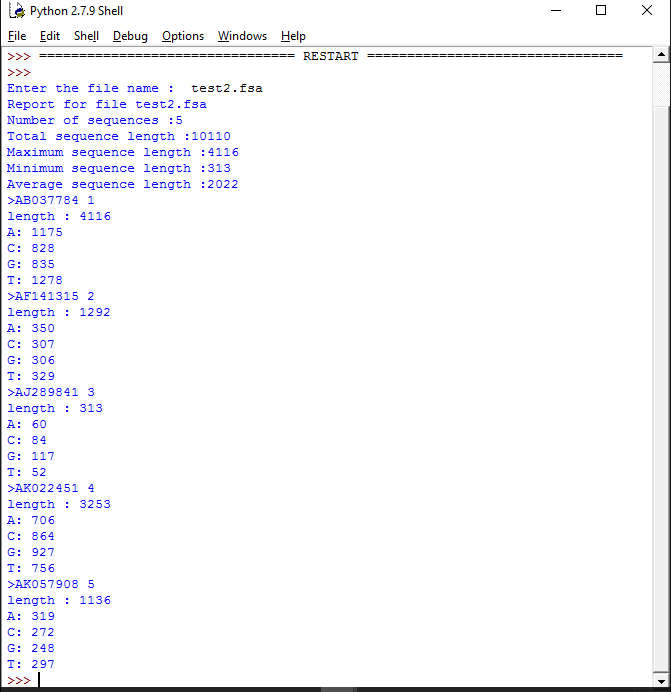 Python 2.7.9 Shell
File Edit Shell Debug Options Windows Help
>>> ================================ RESTART ================================
>>>
Enter the file name :  test2.fsa
Report for file test2.fsa
Number of sequences :5
Total sequence length :10110
Maximum sequence length :4116
Minimum sequence length :313
Average sequence length :2022
>AB037784 1
length : 4116
A: 1175
C: 828
G: 835
T: 1278
>AF141315 2
length : 1292
A: 350
C: 307
G: 306
T: 329
>AJ289841 3
length : 313
A: 60
C: 84
G: 117
T: 52
>AK022451 4
length : 3253
A: 706
C: 864
G: 927
T: 756
>AK057908 5
length : 1136
A: 319
C: 272
G: 248
T: 297
>>>